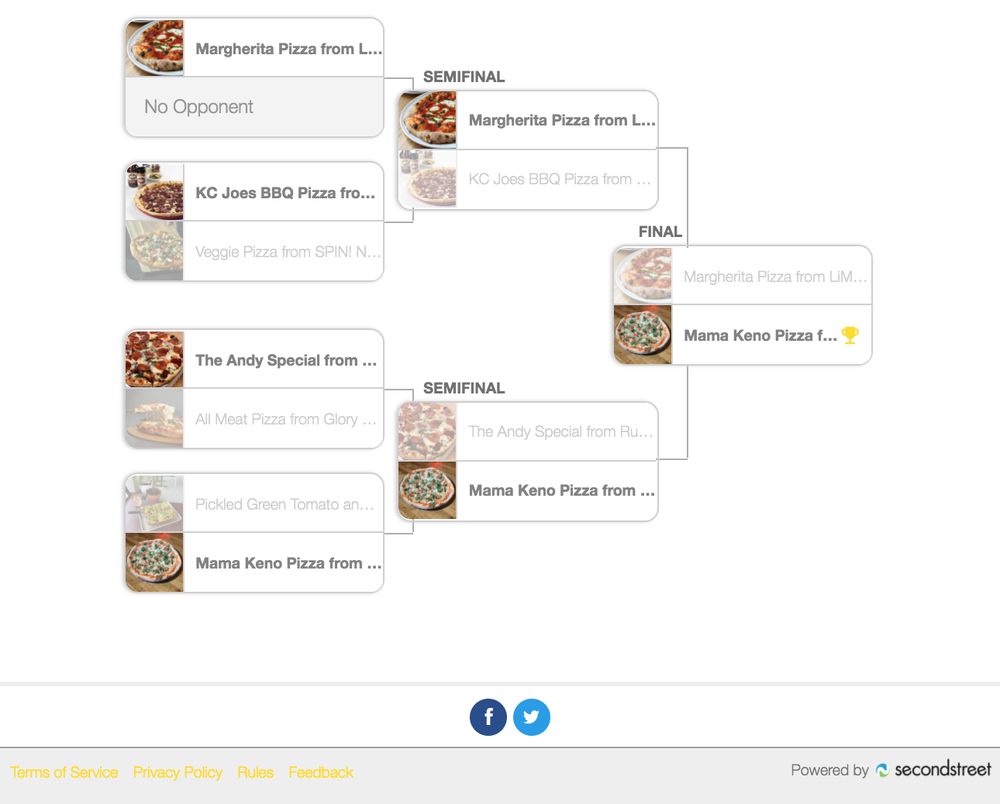 Margherita Pizza from L...
No Opponent
SEMIFINAL
Margherita Pizza from L...
KC Joes BBQ Pizza from ...
KC Joes BBQ Pizza fro...
Veggie Pizza from SPIN! N...
FINAL
Margherita Pizza from LiM...
Mama Keno Pizza f...
The Andy Special from ...
All Meat Pizza from Glory ...
SEMIFINAL
The Andy Special from Ru...
Mama Keno Pizza from ...
Pickled Green Tomato an...
Mama Keno Pizza from ...
Terms of Service Privacy Policy Rules Feedback
Powered by secondstreet